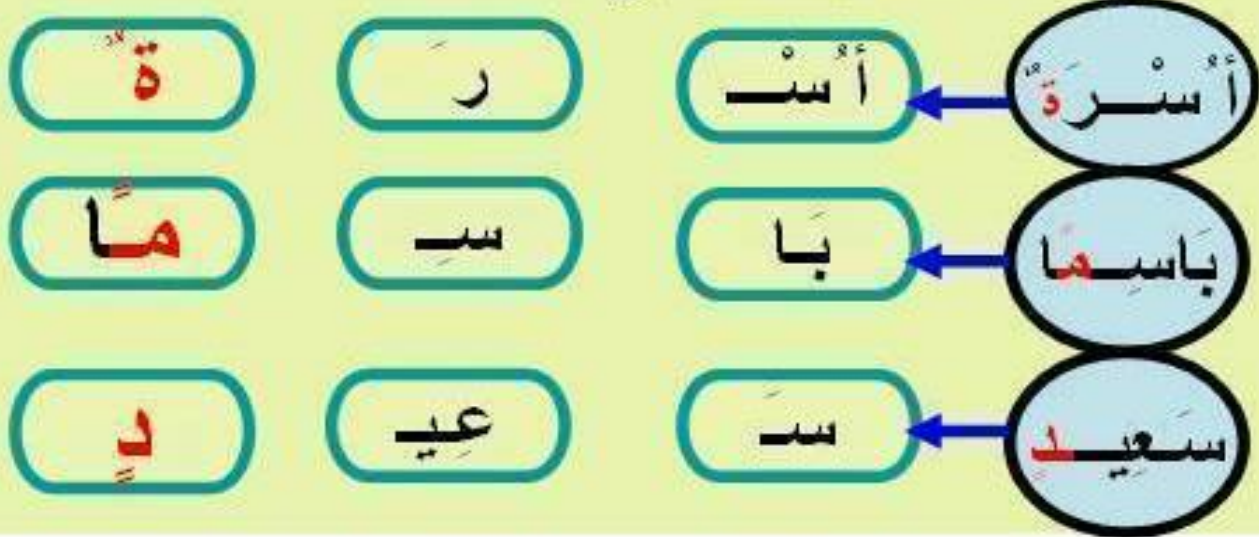 أُسْرَةٌ أُسْـ رَ ةٌ
بَاسِمًا بَا سِـ مًا
سَعِيدٍ سَـ عِيـ دٍ